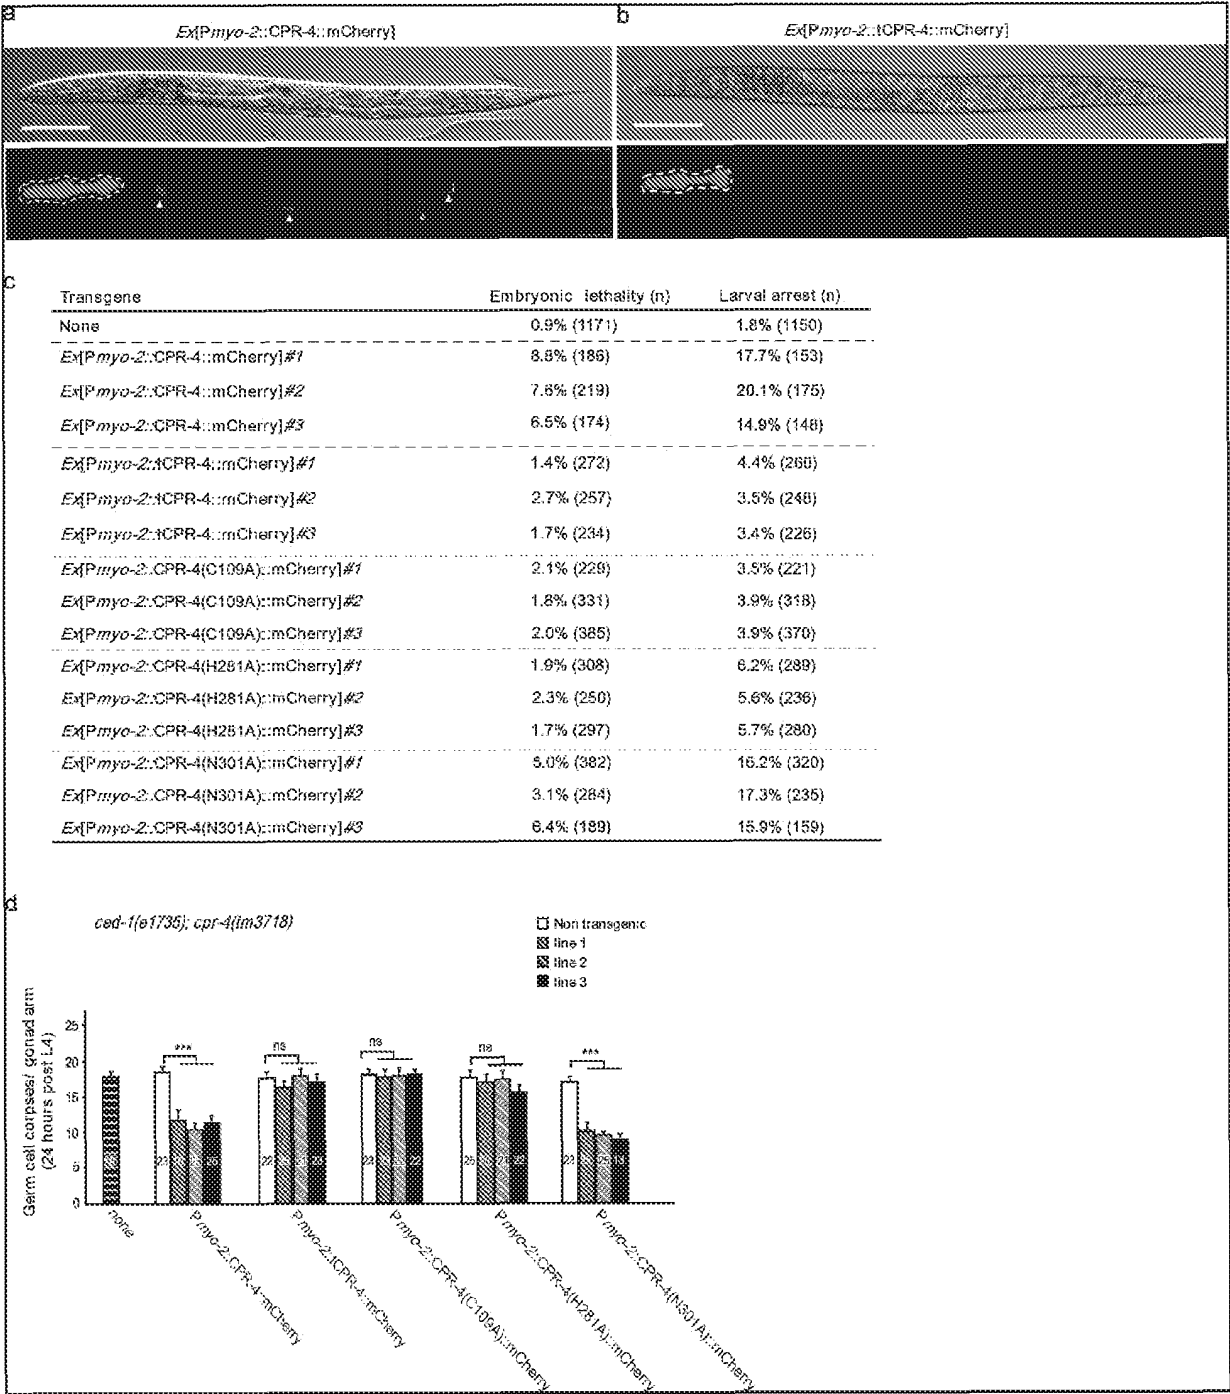 a
Ex[Pmyo-2::CPR-4::mCherry]
b
Ex[Pmyo-2::tCPR-4::mCherry]
c
Transgene Embryonic lethality (n) Larval arrest (n)
None 0.9% (1171) 1.8% (1150)
Ex[Pmyo-2::CPR-4::mCherry]#1 8.8% (186) 17.7% (153)
Ex[Pmyo-2::CPR-4::mCherry]#2 7.6% (219) 20.1% (175)
Ex[Pmyo-2::CPR-4::mCherry]#3 6.5% (174) 14.9% (148)
Ex[Pmyo-2::tCPR-4::mCherry]#1 1.4% (272) 4.4% (268)
Ex[Pmyo-2::tCPR-4::mCherry]#2 2.7% (257) 3.5% (248)
Ex[Pmyo-2::tCPR-4::mCherry]#3 1.7% (234) 3.4% (226)
Ex[Pmyo-2::CPR-4(C109A)::mCherry]#1 2.1% (229) 3.5% (221)
Ex[Pmyo-2::CPR-4(C109A)::mCherry]#2 1.8% (331) 3.9% (318)
Ex[Pmyo-2::CPR-4(C109A)::mCherry]#3 2.0% (385) 3.9% (370)
Ex[Pmyo-2::CPR-4(H281A)::mCherry]#1 1.9% (308) 6.2% (289)
Ex[Pmyo-2::CPR-4(H281A)::mCherry]#2 2.3% (250) 5.6% (236)
Ex[Pmyo-2::CPR-4(H281A)::mCherry]#3 1.7% (297) 5.7% (280)
Ex[Pmyo-2::CPR-4(N301A)::mCherry]#1 5.0% (382) 16.2% (320)
Ex[Pmyo-2::CPR-4(N301A)::mCherry]#2 3.1% (284) 17.3% (235)
Ex[Pmyo-2::CPR-4(N301A)::mCherry]#3 6.4% (189) 15.9% (159)
d
ced-1(e1735); cpr-4(tm3718)
Non transgenic
line 1
line 2
line 3
Germ cell corpses/ gonad arm
(24 hours post L4)
25
20
15
10
5
0
*** ns ns ns ***
23 22 23 22 25 22 23 25
none
Pmyo-2::CPR-4::mCherry
Pmyo-2::tCPR-4::mCherry
Pmyo-2::CPR-4(C109A)::mCherry
Pmyo-2::CPR-4(H281A)::mCherry
Pmyo-2::CPR-4(N301A)::mCherry